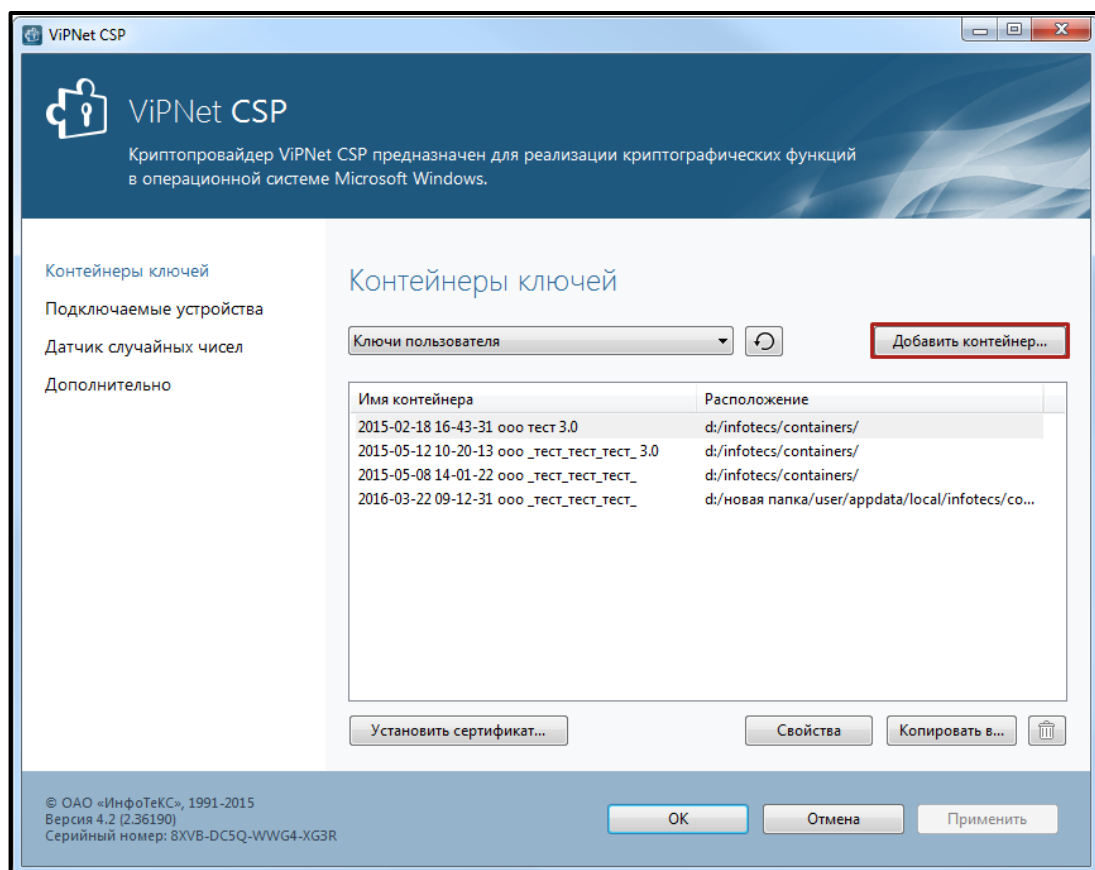 ViPNet CSP
ViPNet CSP
Криптопровайдер ViPNet CSP предназначен для реализации криптографических функций
в операционной системе Microsoft Windows.
Контейнеры ключей
Подключаемые устройства
Датчик случайных чисел
Дополнительно
Контейнеры ключей
Ключи пользователя
Добавить контейнер...
Имя контейнера Расположение
2015-02-18 16-43-31 ооо тест 3.0 d:/infotecs/containers/
2015-05-12 10-20-13 ооо _тест_тест_тест_ 3.0 d:/infotecs/containers/
2015-05-08 14-01-22 ооо _тест_тест_тест_ d:/infotecs/containers/
2016-03-22 09-12-31 ооо _тест_тест_тест_ d:/новая папка/user/appdata/local/infotecs/co...
Установить сертификат... Свойства Копировать в...
© ОАО «ИнфоТеКС», 1991-2015
Версия 4.2 (2.36190)
Серийный номер: 8XVB-DC5Q-WWG4-XG3R
OK Отмена Применить